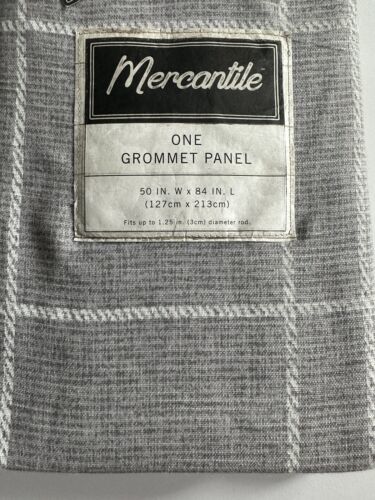 Mercantile
ONE
GROMMET PANEL
50 IN. W x 84 IN. L
(127cm x 213cm)
Fits up to 1.25 in. (3cm) diameter rod.